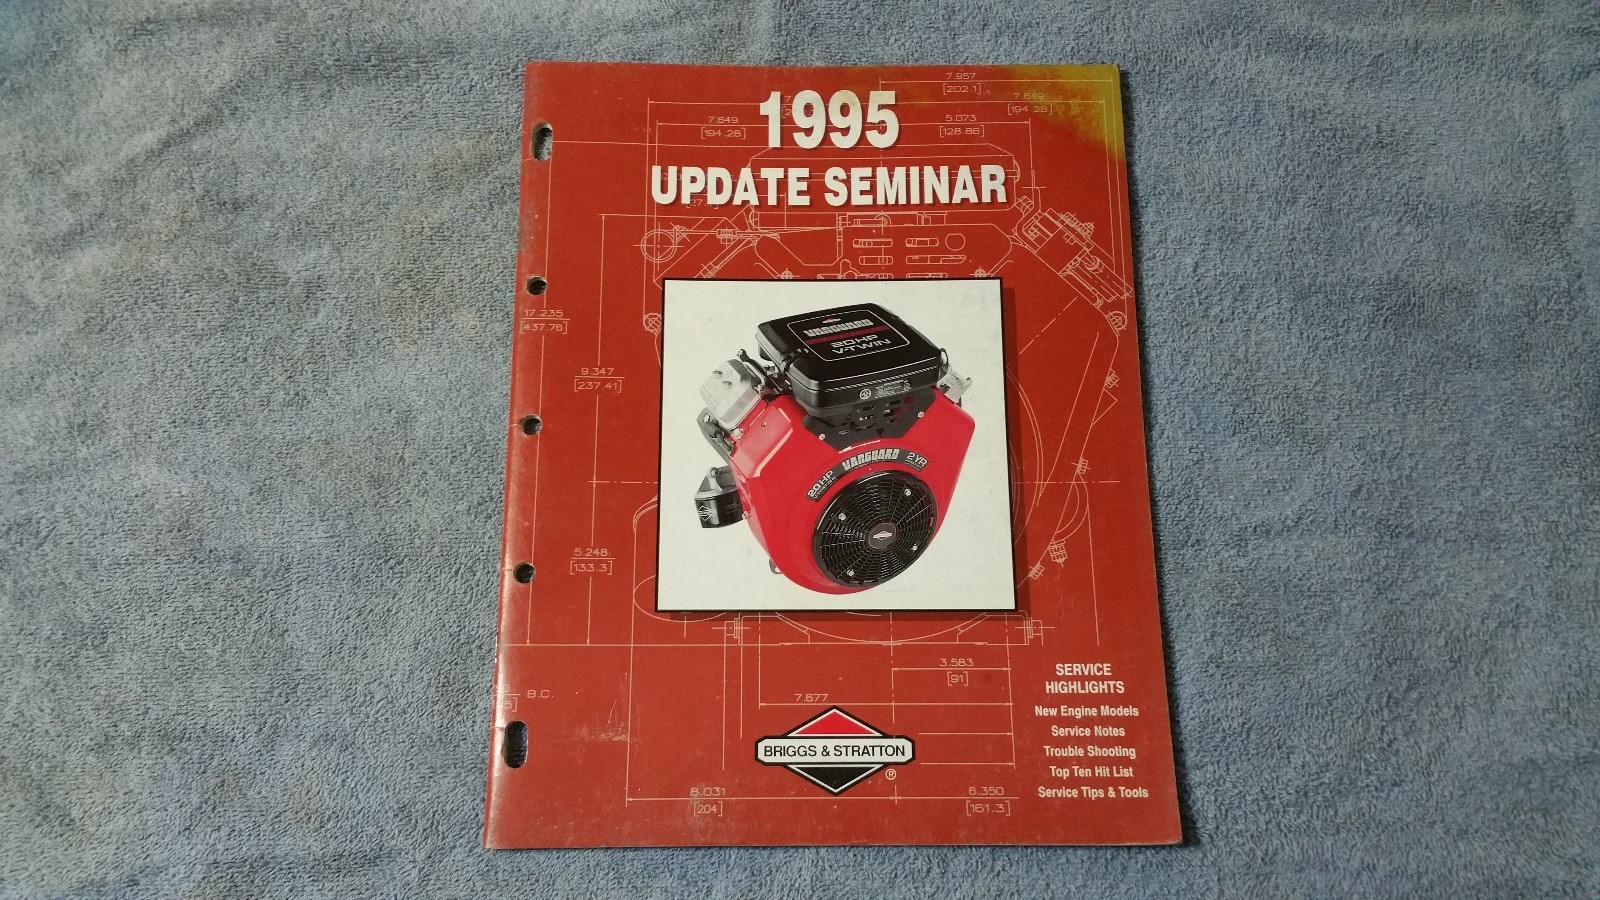 1995
UPDATE SEMINAR
7.957
[202.1]
7.649
[194.28]
7.649
[194.28]
5.073
[128.86]
17.235
[437.76]
9.347
[237.41]
5.248
[133.3]
VANGUARD
20HP
V-TWIN
20HP
VANGUARD
2YR
B.C.
3.583
[91]
7.677
BRIGGS & STRATTON
®
8.031
[204]
6.350
[161.3]
SERVICE
HIGHLIGHTS
New Engine Models
Service Notes
Trouble Shooting
Top Ten Hit List
Service Tips & Tools